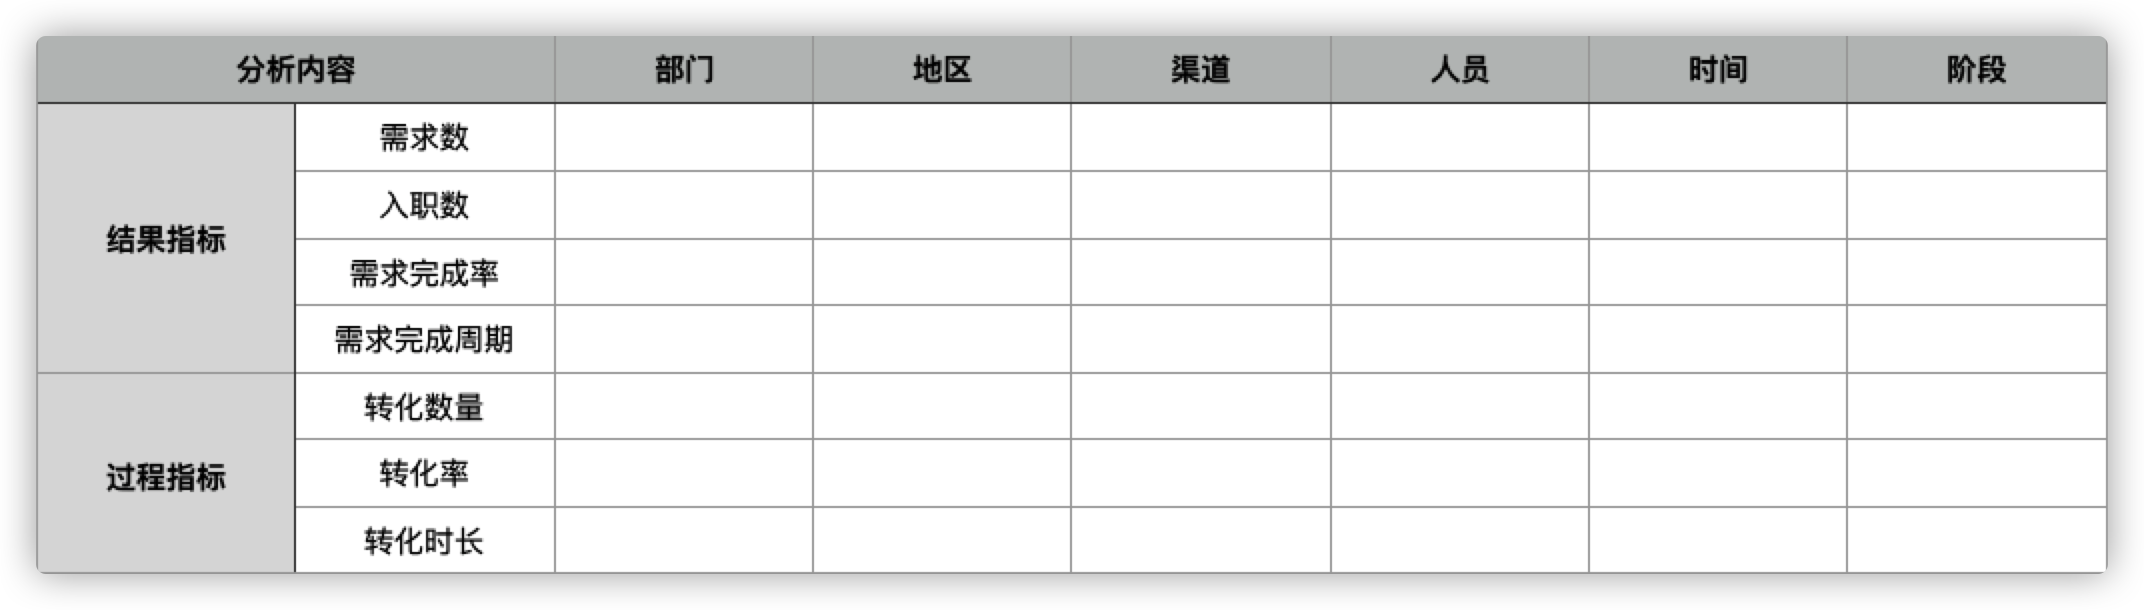 分析内容 部门 地区 渠道 人员 时间 阶段
结果指标
需求数
入职数
需求完成率
需求完成周期
过程指标
转化数量
转化率
转化时长